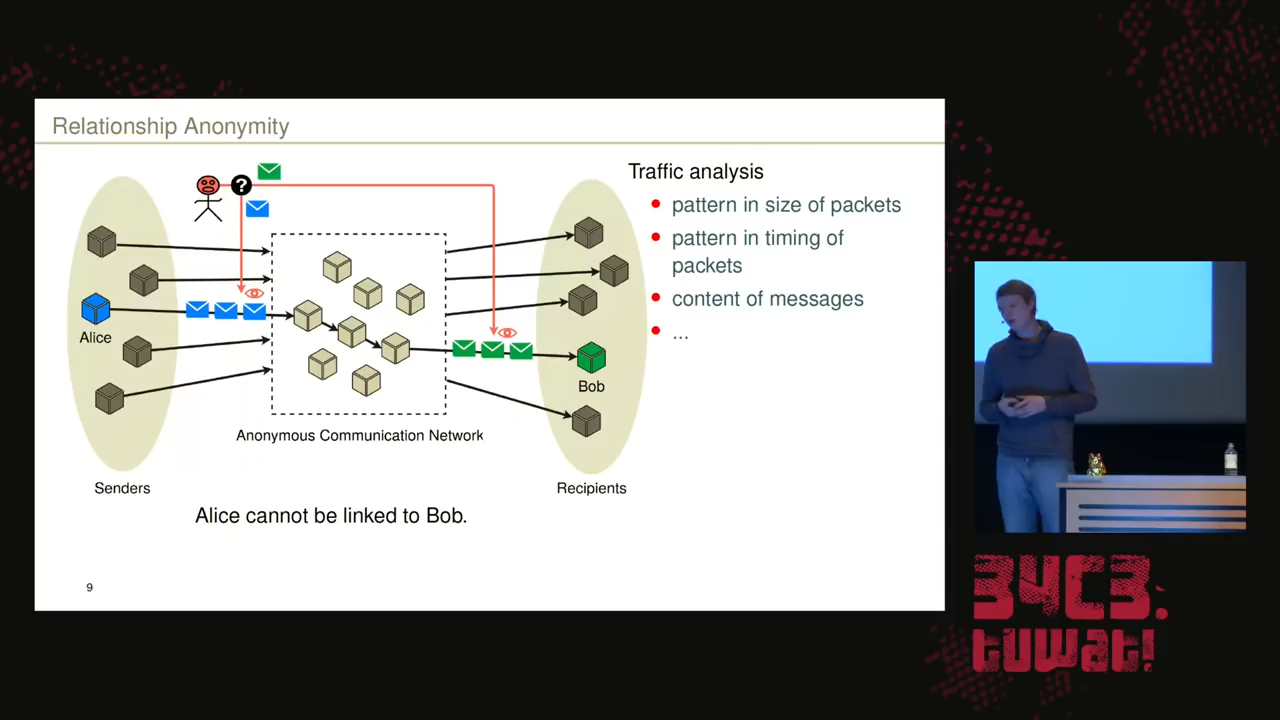 Relationship Anonymity
?
Alice
Bob
Anonymous Communication Network
Senders
Recipients
Alice cannot be linked to Bob.
9
Traffic analysis
pattern in size of packets
pattern in timing of
packets
content of messages
...
34C3.
tuwat!